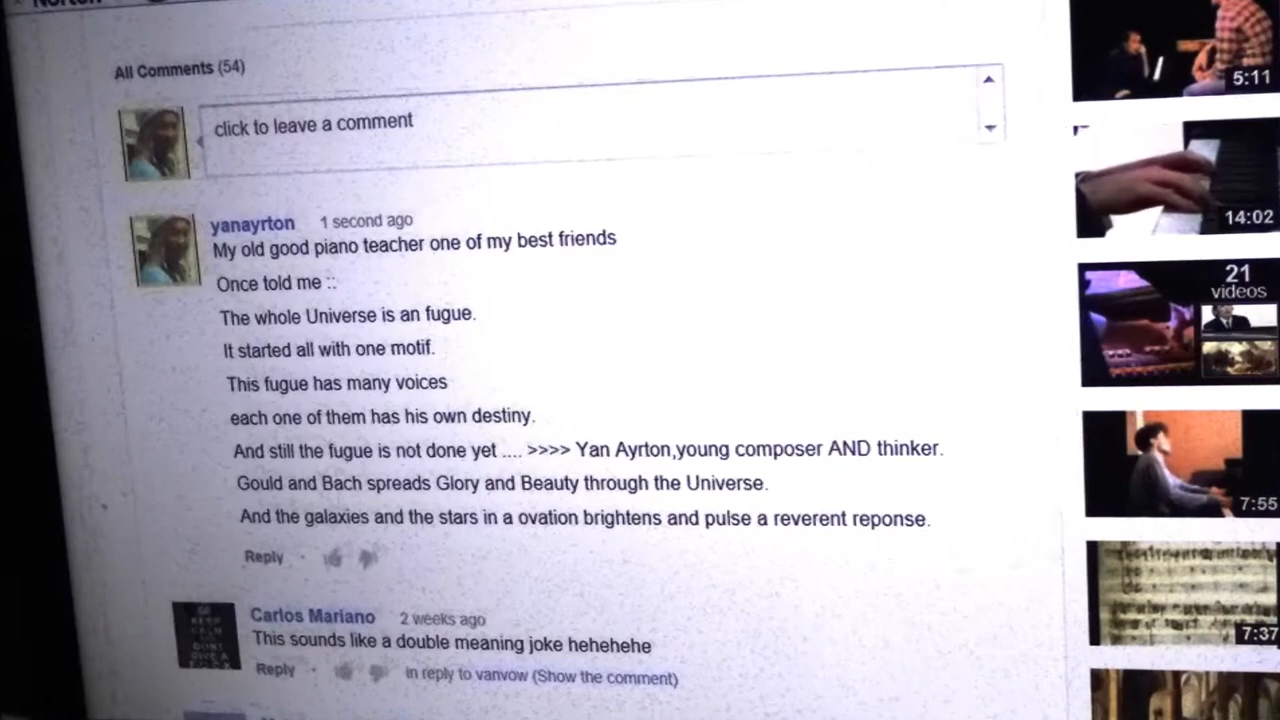 Norton
All Comments (54)
click to leave a comment
yanayrton 1 second ago
My old good piano teacher one of my best friends
Once told me ::
The whole Universe is an fugue.
It started all with one motif.
This fugue has many voices
each one of them has his own destiny.
And still the fugue is not done yet .... >>>> Yan Ayrton,young composer AND thinker.
Gould and Bach spreads Glory and Beauty through the Universe.
And the galaxies and the stars in a ovation brightens and pulse a reverent reponse.
Reply
Carlos Mariano 2 weeks ago
This sounds like a double meaning joke hehehehe
Reply · in reply to vanvow (Show the comment)
KEEP
CALM
DONT
GIVE A
5:11
14:02
21
videos
7:55
7:37